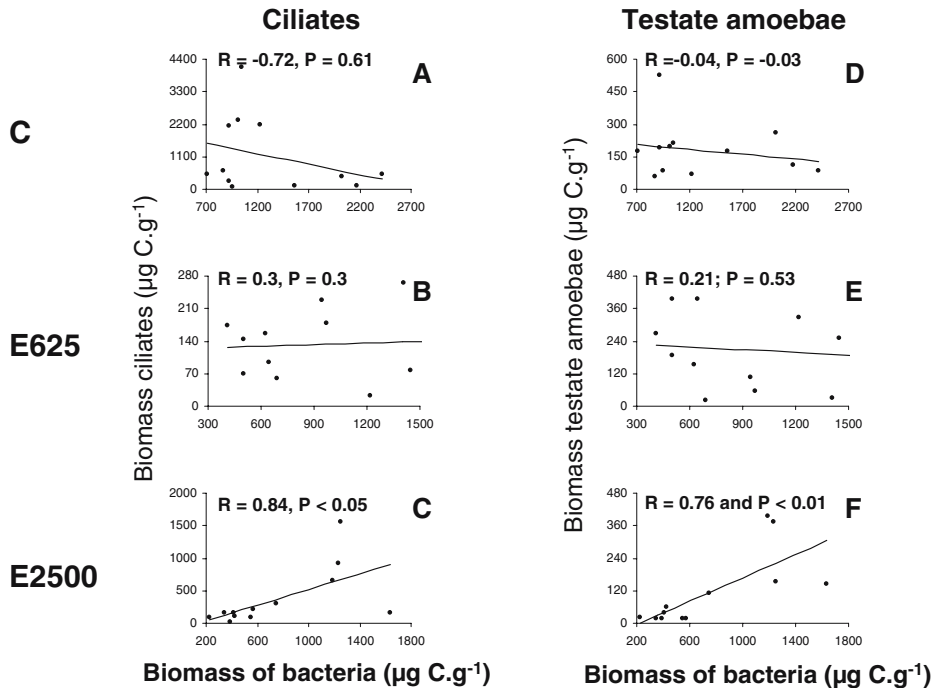 Ciliates
Testate amoebae
C
E625
E2500
Biomass ciliates (µg C.g-1)
R = -0.72, P = 0.61
A
4400
3300
2200
1100
0
700 1200 1700 2200 2700
R = 0.3, P = 0.3
B
280
210
140
70
0
300 600 900 1200 1500
R = 0.84, P < 0.05
C
2000
1500
1000
500
0
200 600 1000 1400 1800
Biomass of bacteria (µg C.g-1)
Biomass testate amoebae (µg C.g-1)
R =-0.04, P = -0.03
D
600
450
300
150
0
700 1200 1700 2200 2700
R = 0.21; P = 0.53
E
480
360
240
120
0
300 600 900 1200 1500
R = 0.76 and P < 0.01
F
480
360
240
120
0
200 600 1000 1400 1800
Biomass of bacteria (µg C.g-1)